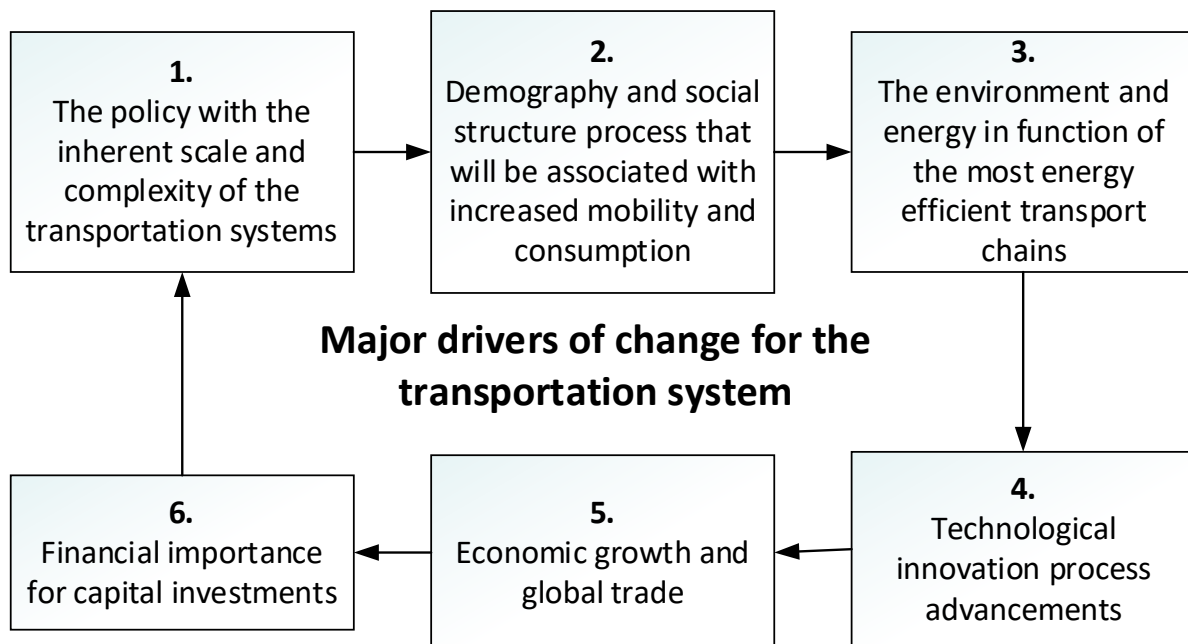 1.
The policy with the
inherent scale and
complexity of the
transportation systems
2.
Demography and social
structure process that
will be associated with
increased mobility and
consumption
3.
The environment and
energy in function of
the most energy
efficient transport
chains
Major drivers of change for the
transportation system
4.
Technological
innovation process
advancements
5.
Economic growth and
global trade
6.
Financial importance
for capital investments